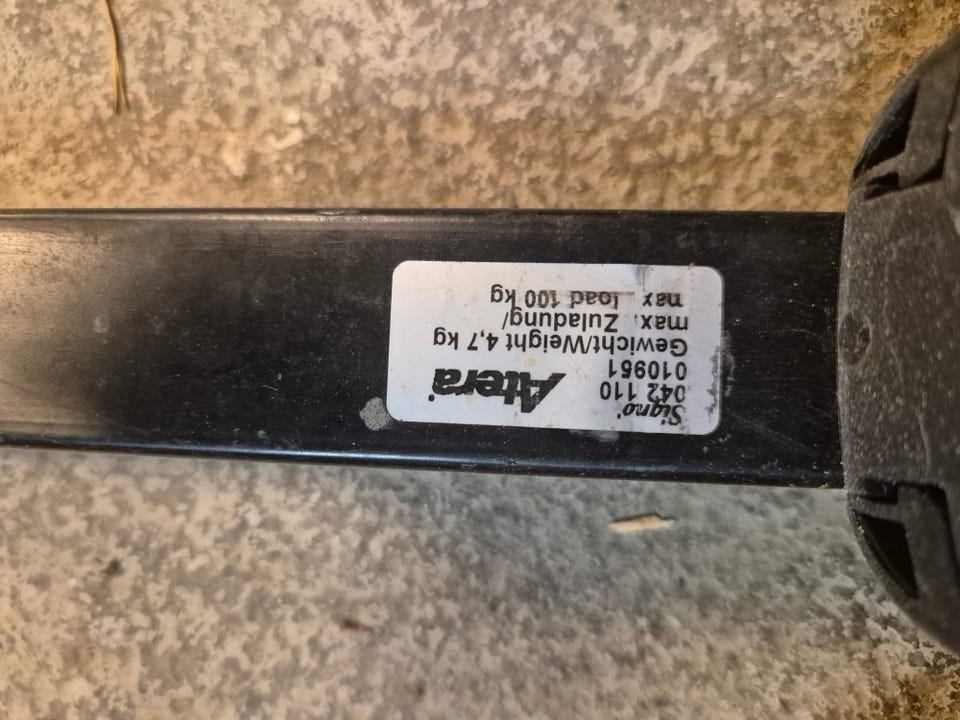 Signo
042 110
010951
Atera
Gewicht/Weight 4,7 kg
max. Zuladung/
max. load 100 kg